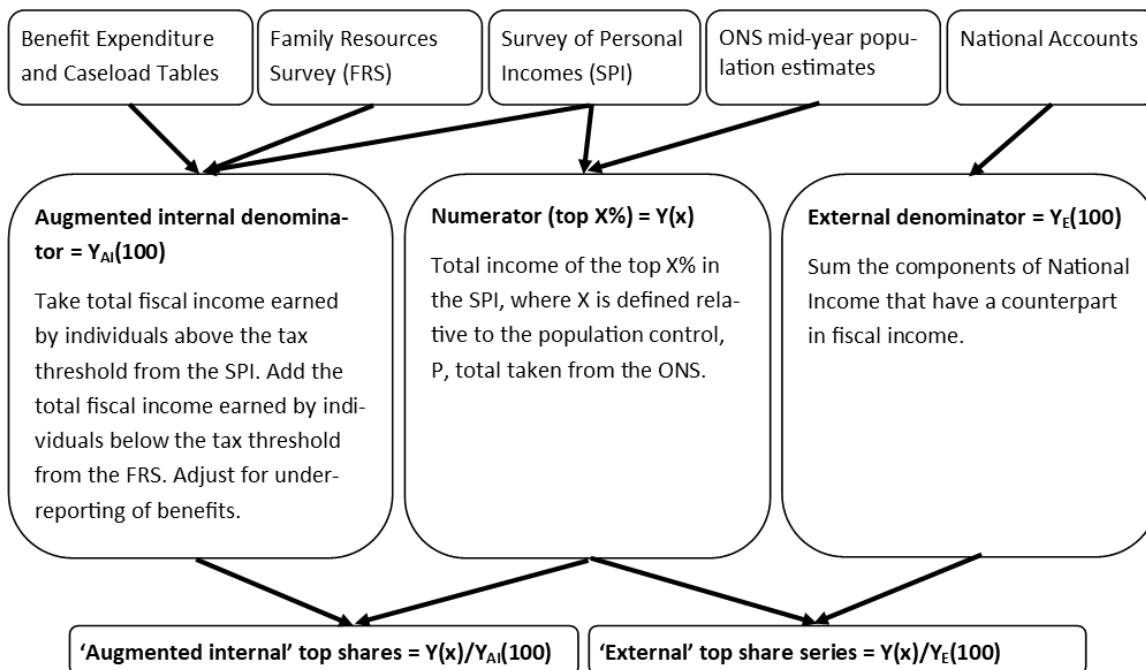 Benefit Expenditure
and Caseload Tables
Family Resources
Survey (FRS)
Survey of Personal
Incomes (SPI)
ONS mid-year popu-
lation estimates
National Accounts
Augmented internal denomina-
tor = Y_AI(100)
Take total fiscal income earned
by individuals above the tax
threshold from the SPI. Add the
total fiscal income earned by indi-
viduals below the tax threshold
from the FRS. Adjust for under-
reporting of benefits.
Numerator (top X%) = Y(x)
Total income of the top X% in
the SPI, where X is defined rela-
tive to the population control,
P, total taken from the ONS.
External denominator = Y_E(100)
Sum the components of National
Income that have a counterpart
in fiscal income.
‘Augmented internal’ top shares = Y(x)/Y_AI(100)
‘External’ top share series = Y(x)/Y_E(100)